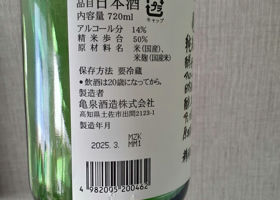 品目 日本酒
内容量 720ml
キャップ
アルコール分 14%
精米歩合 50%
原材料名 米(国産)、
米麹(国産米)
保存方法 要冷蔵
•飲酒は20歳になってから。
製造者
亀泉酒造株式会社
高知県土佐市出間2123-1
製造年月
2025.3.
MZK
MM1
4 982005 200462